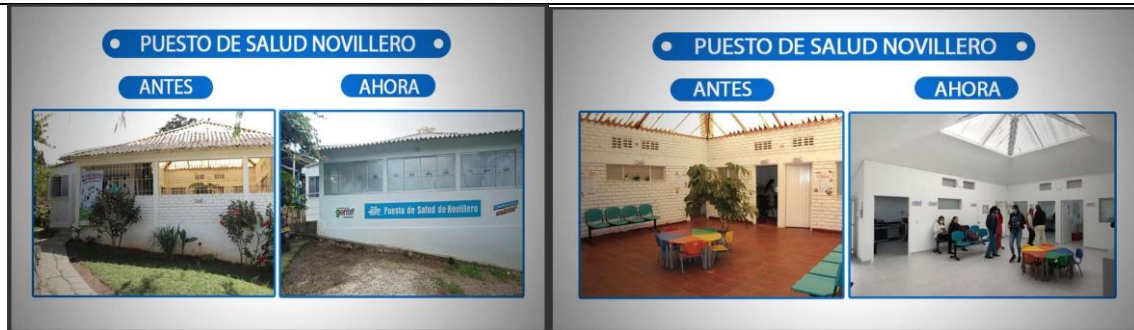 PUESTO DE SALUD NOVILLERO
ANTES
AHORA
Puesto de Salud de Novillero
PUESTO DE SALUD NOVILLERO
ANTES
AHORA